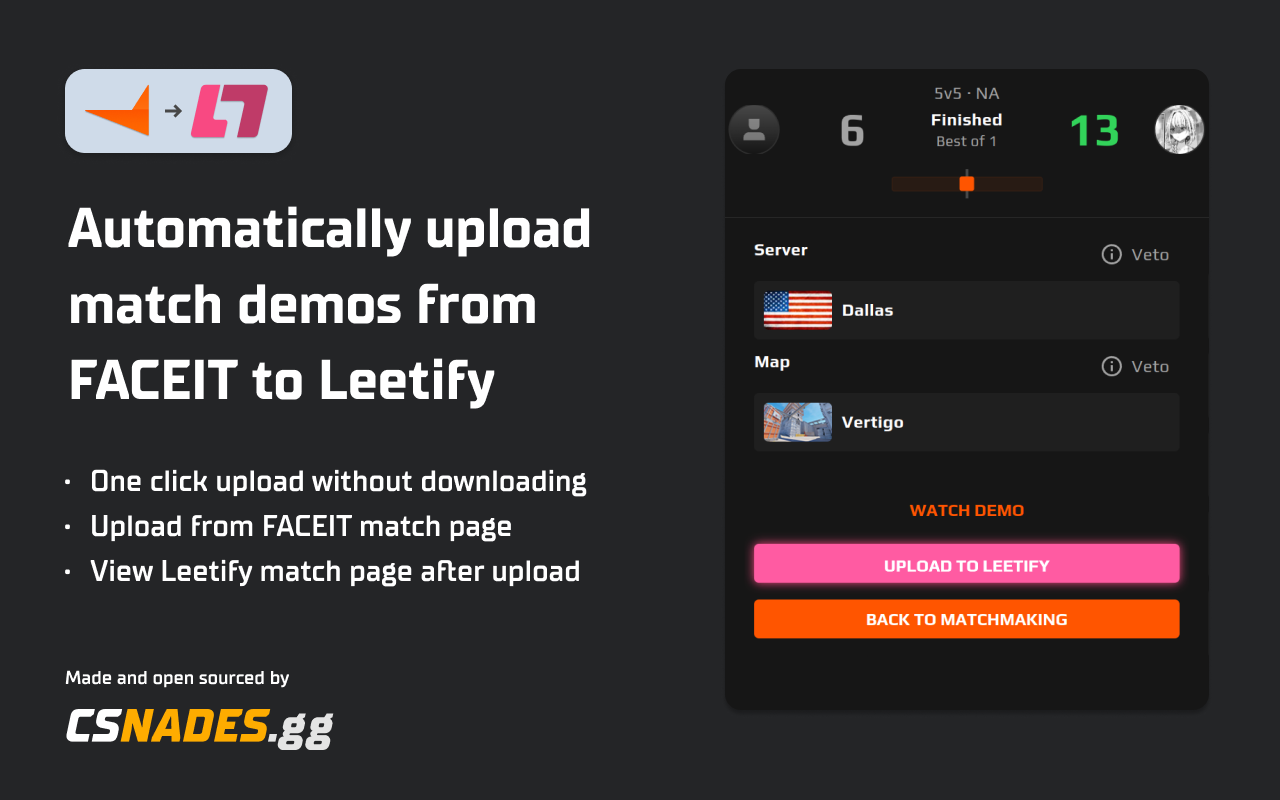 Automatically upload
match demos from
FACEIT to Leetify
· One click upload without downloading
· Upload from FACEIT match page
· View Leetify match page after upload
Made and open sourced by
CSNADES.gg
5v5 · NA
6
Finished
13
Best of 1
Server
Veto
Dallas
Map
Veto
Vertigo
WATCH DEMO
UPLOAD TO LEETIFY
BACK TO MATCHMAKING